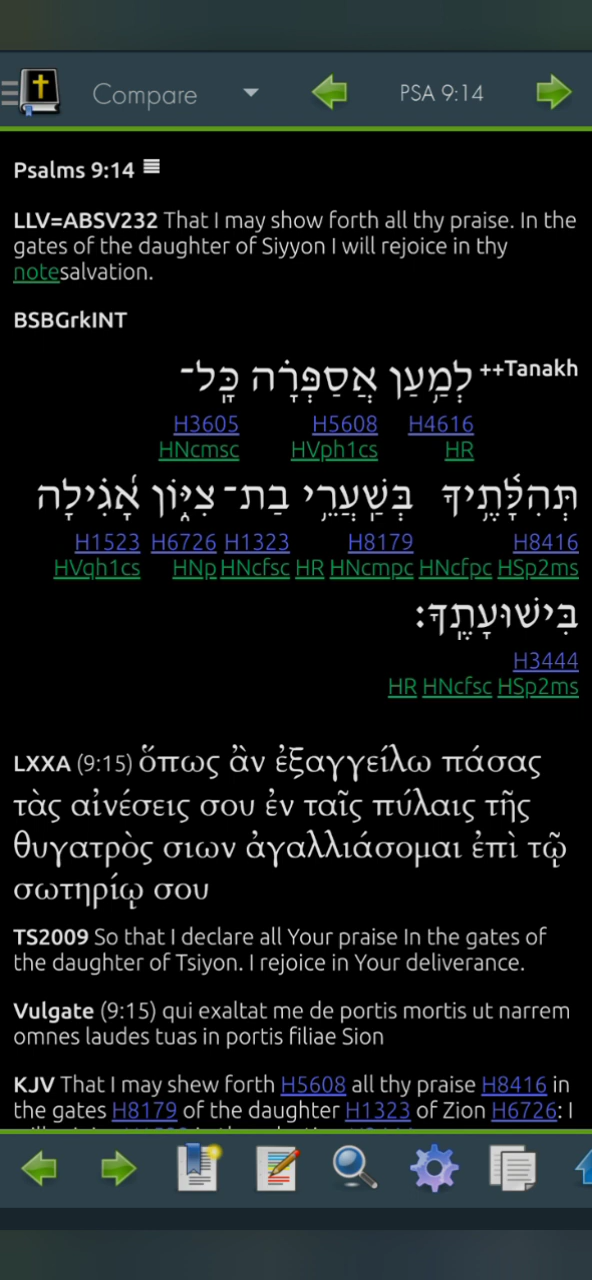 Compare
PSA 9:14
Psalms 9:14
LLV=ABSV232 That I may show forth all thy praise. In the
gates of the daughter of Siyyon I will rejoice in thy
notesalvation.
BSBGrkINT
++Tanakh לְמַ֥עַן אֲסַפְּרָ֗ה כָּֽל־
H3605 H5608 H4616
HNcmsc HVph1cs HR
תְּהִלָּ֫תֶ֥יךָ בְּשַֽׁעֲרֵ֥י בַת־ צִיּ֑וֹן אָ֝גִ֗ילָה
H1523 H6726 H1323 H8179 H8416
HVqh1cs HNp HNcfsc HR HNcmpc HNcfpc HSp2ms
בִּישׁוּעָתֶֽךָ׃
H3444
HR HNcfsc HSp2ms
LXXA (9:15) ὅπως ἂν ἐξαγγείλω πάσας
τὰς αἰνέσεις σου ἐν ταῖς πύλαις τῆς
θυγατρὸς σιων ἀγαλλιάσομαι ἐπὶ τῷ
σωτηρίῳ σου
TS2009 So that I declare all Your praise In the gates of
the daughter of Tsiyon. I rejoice in Your deliverance.
Vulgate (9:15) qui exaltat me de portis mortis ut narrem
omnes laudes tuas in portis filiae Sion
KJV That I may shew forth H5608 all thy praise H8416 in
the gates H8179 of the daughter H1323 of Zion H6726: I